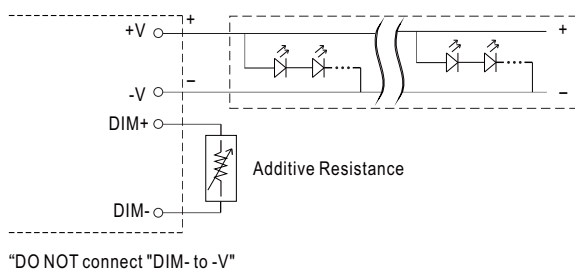 +V
+
+
-V
−
−
DIM+
Additive Resistance
DIM-
“DO NOT connect "DIM- to -V"